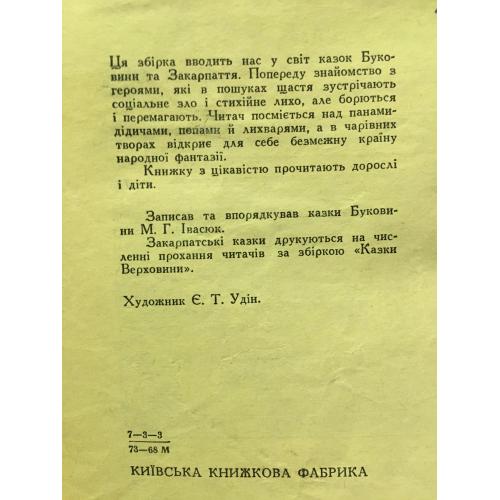 Ця збірка вводить нас у світ казок Буко-
вини та Закарпаття. Попереду знайомство з
героями, які в пошуках щастя зустрічають
соціальне зло і стихійне лихо, але борються
і перемагають. Читач посміється над панами-
дідичами, попами й лихварями, а в чарівних
творах відкриє для себе безмежну країну
народної фантазії.
Книжку з цікавістю прочитають дорослі
і діти.
Записав та впорядкував казки Букови-
ни М. Г. Івасюк.
Закарпатські казки друкуються на чис-
ленні прохання читачів за збіркою «Казки
Верховини».
Художник Є. Т. Удін.
7—3—3
73—68 М
КИЇВСЬКА КНИЖКОВА ФАБРИКА